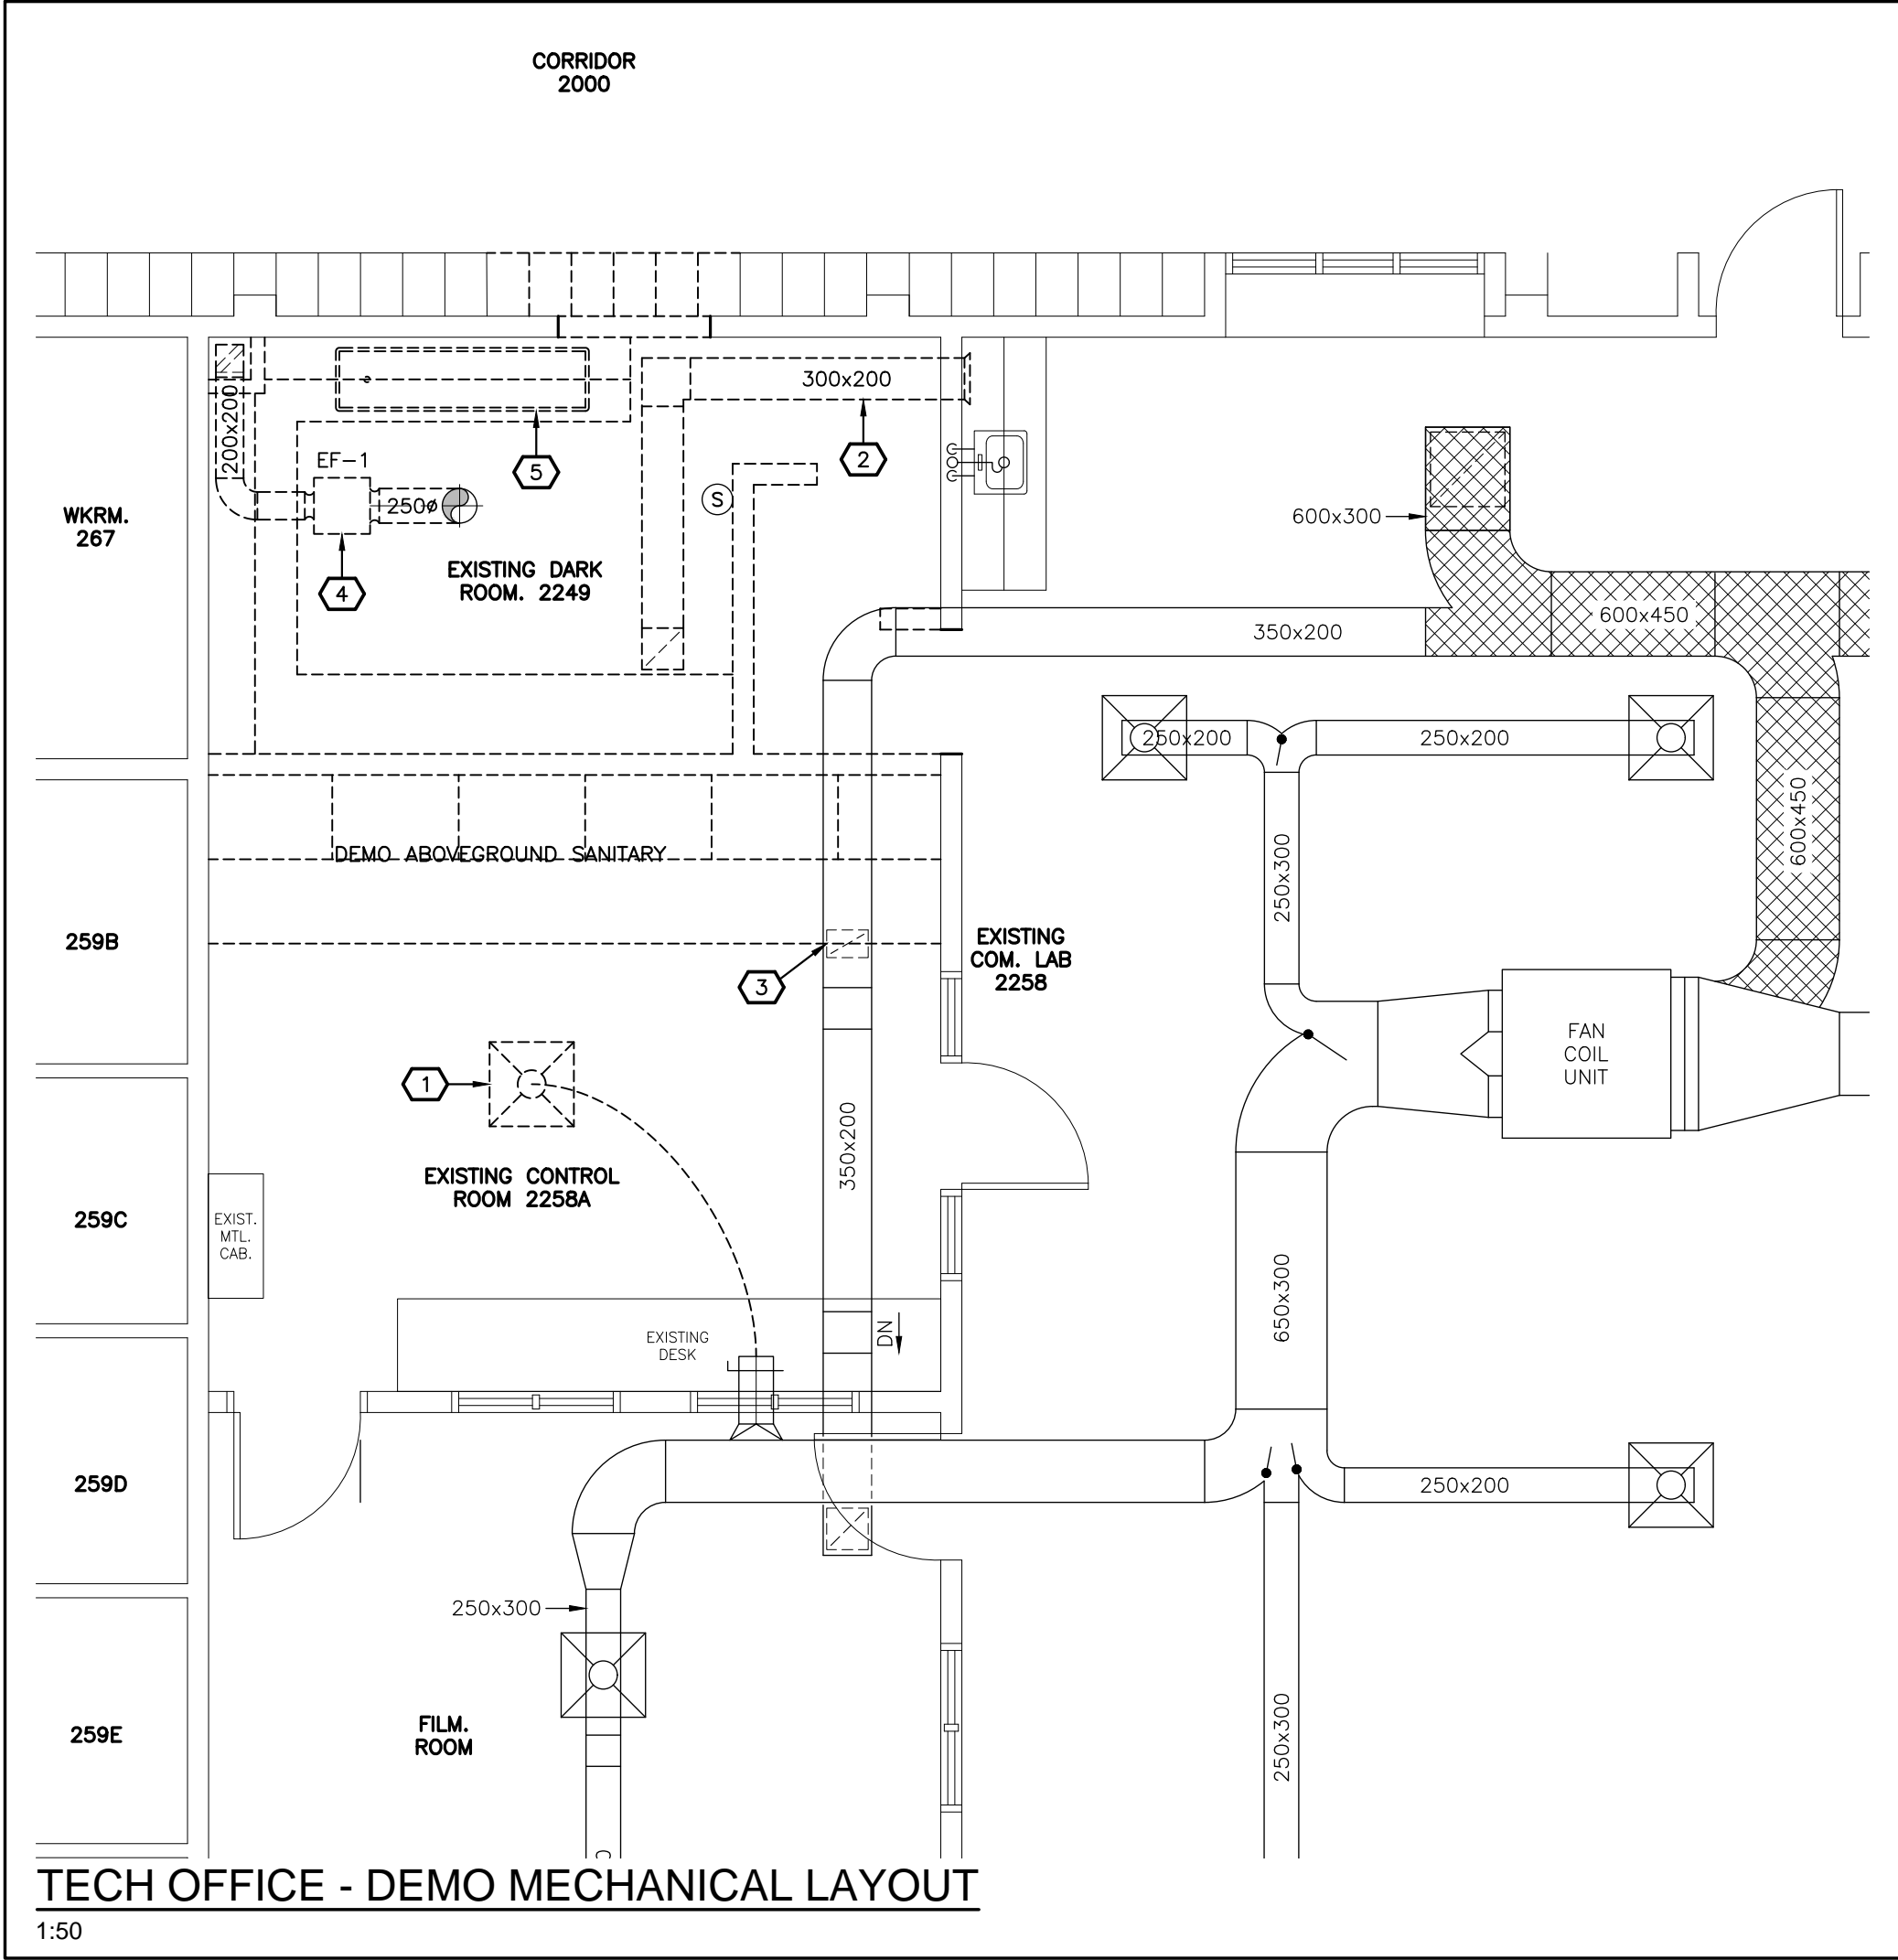 CORRIDOR
2000
300x200
200x200
EF-1
2
5
S
250ø
WKRM.
267
600x300
EXISTING DARK
ROOM. 2249
4
600x450
350x200
250x200
250x200
600x450
250x300
DEMO ABOVEGROUND SANITARY
259B
EXISTING
COM. LAB
2258
3
FAN
COIL
UNIT
1
350x200
EXISTING CONTROL
ROOM 2258A
259C
EXIST.
MTL.
CAB.
650x300
EXISTING
DESK
DN
259D
250x200
250x300
259E
FILM.
ROOM
250x300
TECH OFFICE - DEMO MECHANICAL LAYOUT
1:50